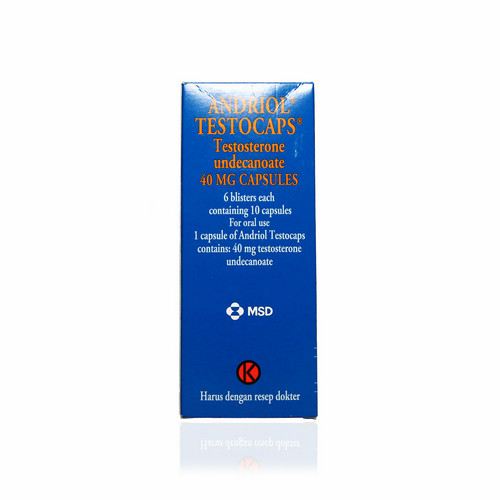 ANDRIOL®
TESTOCAPS®
Testosterone
undecanoate
40 MG CAPSULES
6 blisters each
containing 10 capsules
For oral use
1 capsule of Andriol Testocaps
contains: 40 mg testosterone
undecanoate
MSD
K
Harus dengan resep dokter